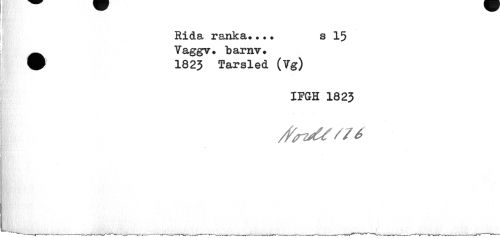 Rida ranka.... s 15
Vaggv. barnv.
1823 Tarsled (Vg)
IFGH 1823
Nordl 176